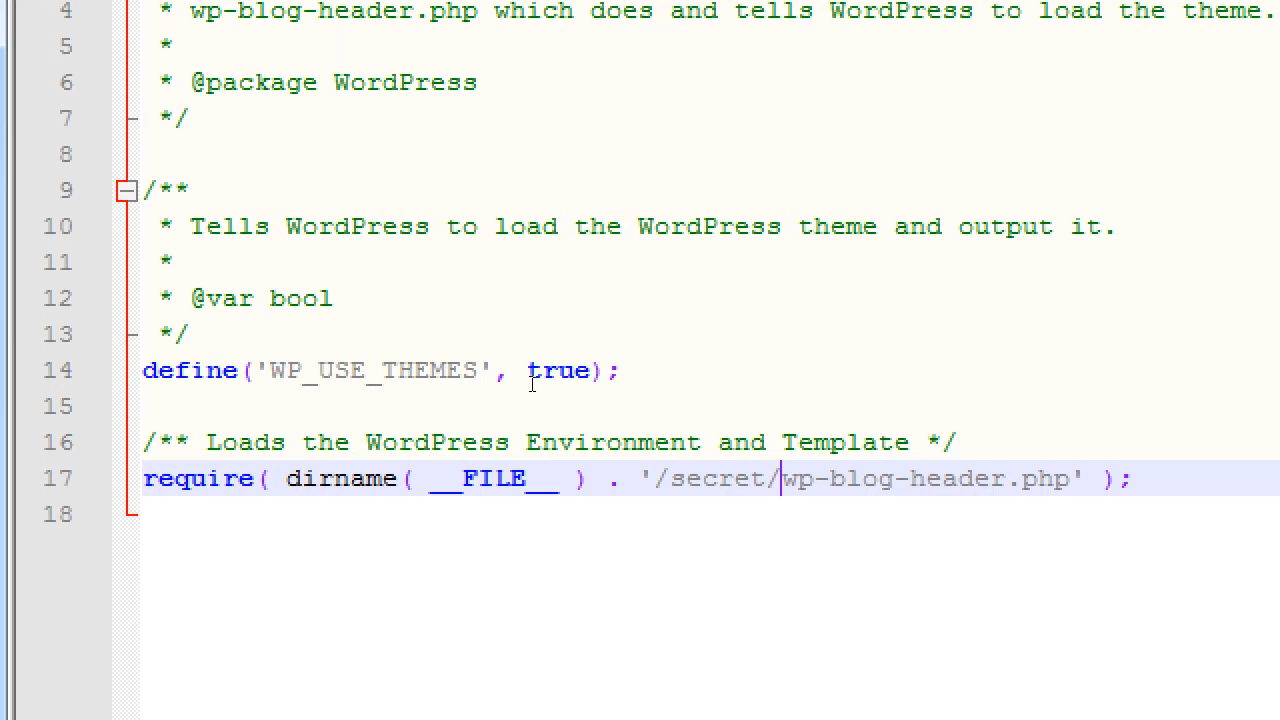 4 * wp-blog-header.php which does and tells WordPress to load the theme.
5 *
6 * @package WordPress
7 */
8
9 /**
10 * Tells WordPress to load the WordPress theme and output it.
11 *
12 * @var bool
13 */
14 define('WP_USE_THEMES', true);
15
16 /** Loads the WordPress Environment and Template */
17 require( dirname( __FILE__ ) . '/secret/wp-blog-header.php' );
18